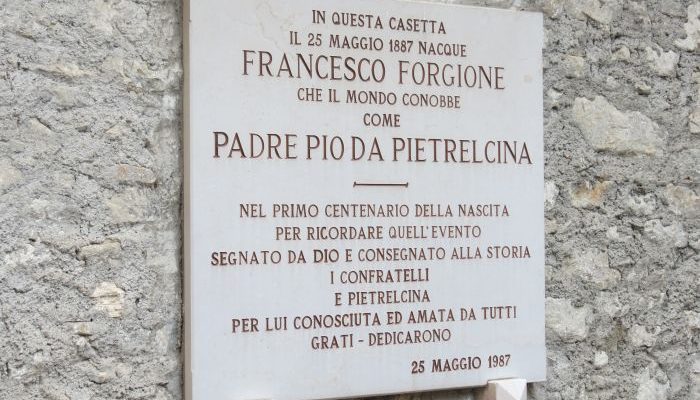 IN QUESTA CASETTA
IL 25 MAGGIO 1887 NACQUE
FRANCESCO FORGIONE
CHE IL MONDO CONOBBE
COME
PADRE PIO DA PIETRELCINA
NEL PRIMO CENTENARIO DELLA NASCITA
PER RICORDARE QUELL'EVENTO
SEGNATO DA DIO E CONSEGNATO ALLA STORIA
I CONFRATELLI
E PIETRELCINA
PER LUI CONOSCIUTA ED AMATA DA TUTTI
GRATI - DEDICARONO
25 MAGGIO 1987